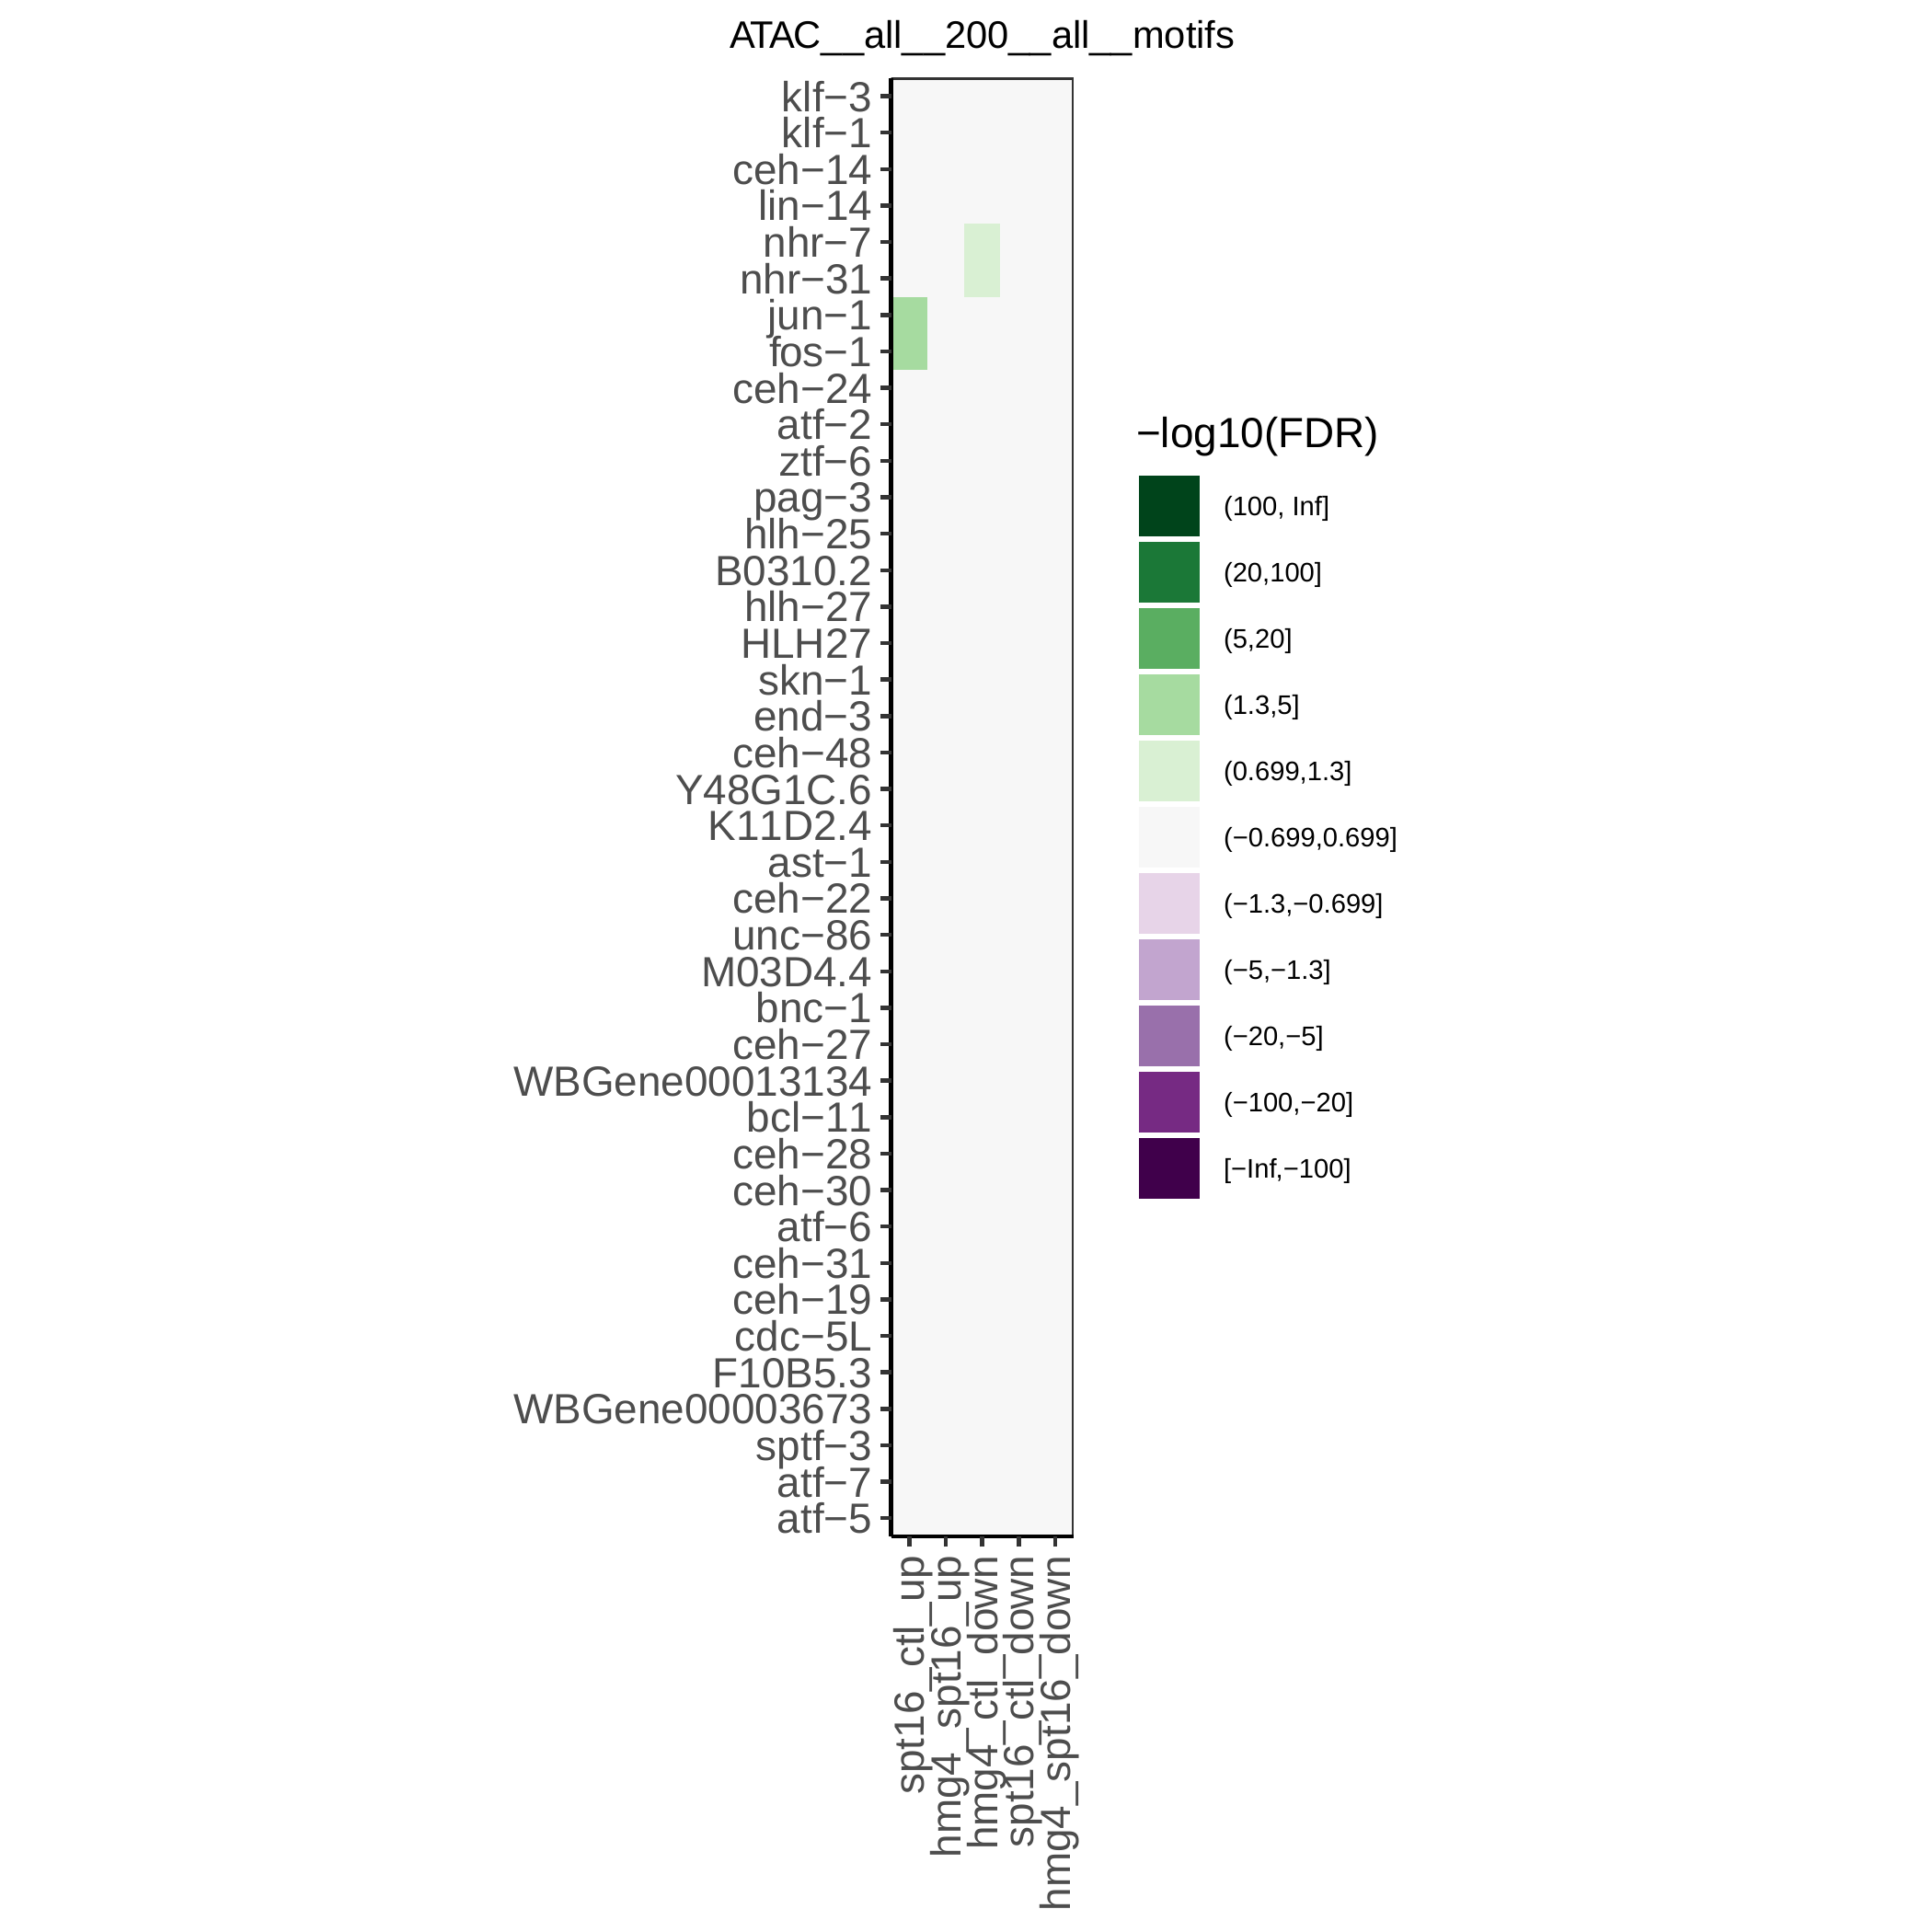 ATAC__all__200__all__motifs
klf−3
klf−1
ceh−14
lin−14
nhr−7
nhr−31
jun−1
fos−1
ceh−24
atf−2
ztf−6
pag−3
hlh−25
B0310.2
hlh−27
HLH27
skn−1
end−3
ceh−48
Y48G1C.6
K11D2.4
ast−1
ceh−22
unc−86
M03D4.4
bnc−1
ceh−27
WBGene00013134
bcl−11
ceh−28
ceh−30
atf−6
ceh−31
ceh−19
cdc−5L
F10B5.3
WBGene00003673
sptf−3
atf−7
atf−5
spt16_ctl_up
hmg4_spt16_up
hmg4_ctl_down
spt16_ctl_down
hmg4_spt16_down
−log10(FDR)
(100, Inf]
(20,100]
(5,20]
(1.3,5]
(0.699,1.3]
(−0.699,0.699]
(−1.3,−0.699]
(−5,−1.3]
(−20,−5]
(−100,−20]
[−Inf,−100]